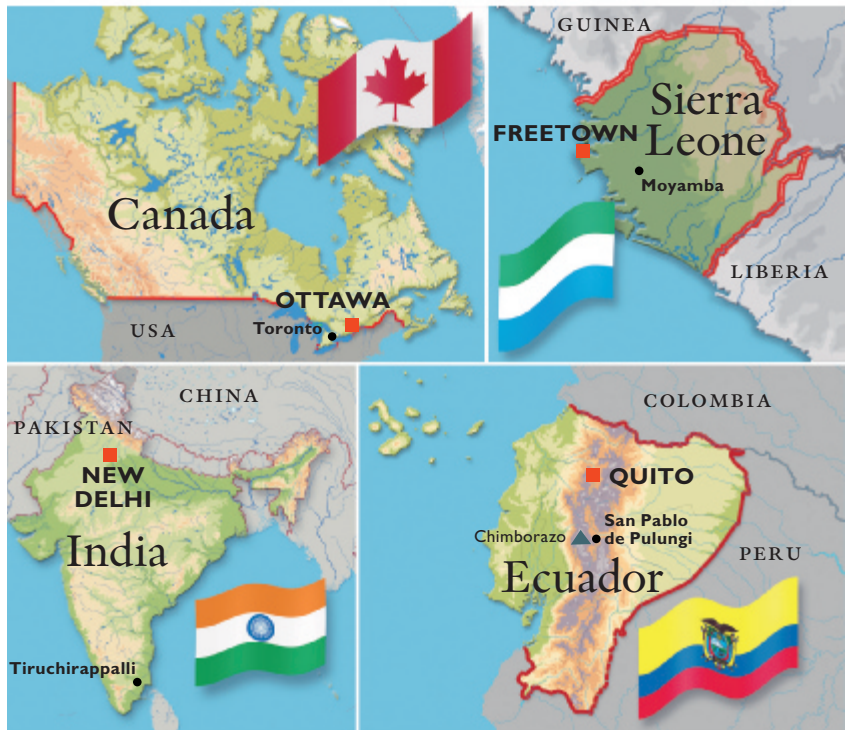 Canada
OTTAWA
Toronto
USA
GUINEA
Sierra
Leone
FREETOWN
Moyamba
LIBERIA
CHINA
PAKISTAN
NEW
DELHI
India
Tiruchirappalli
COLOMBIA
QUITO
San Pablo
de Pulungi
Chimborazo
PERU
Ecuador